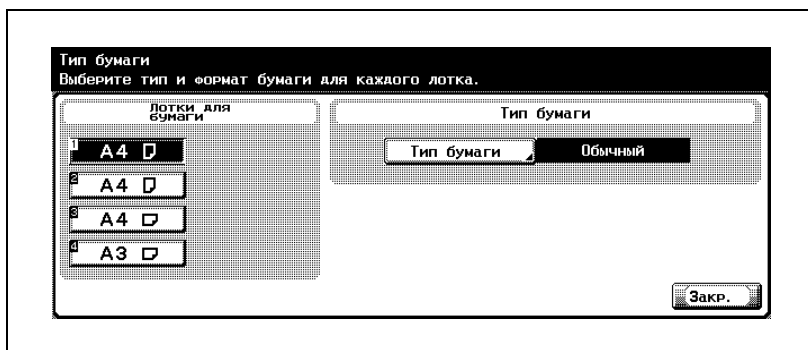 Тип бумаги
Выберите тип и формат бумаги для каждого лотка.
Лотки для
бумаги
Тип бумаги
1 A4
Тип бумаги Обычный
2 A4
3 A4
4 A3
Закр.